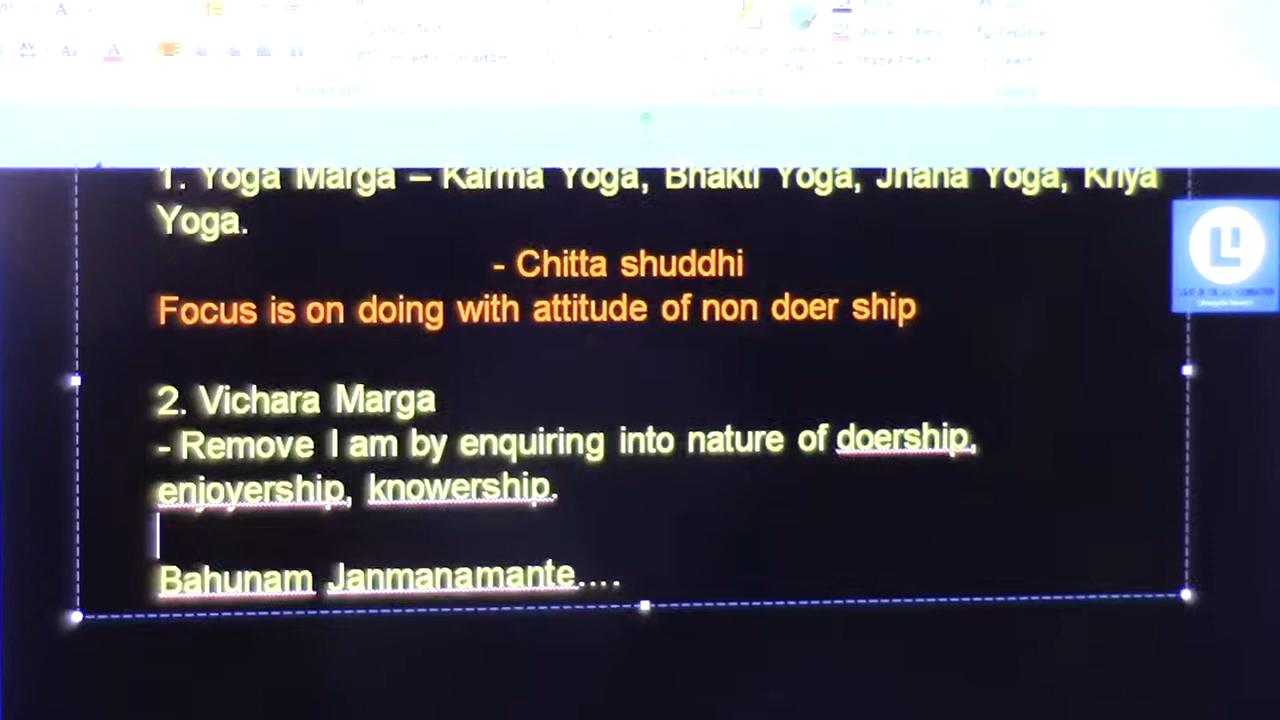 Paragraph
Drawing
1. Yoga Marga – Karma Yoga, Bhakti Yoga, Jnana Yoga, Kriya
Yoga.
- Chitta shuddhi
Focus is on doing with attitude of non doer ship
2. Vichara Marga
- Remove I am by enquiring into nature of doership,
enjoyership, knowership.
Bahunam Janmanamante....